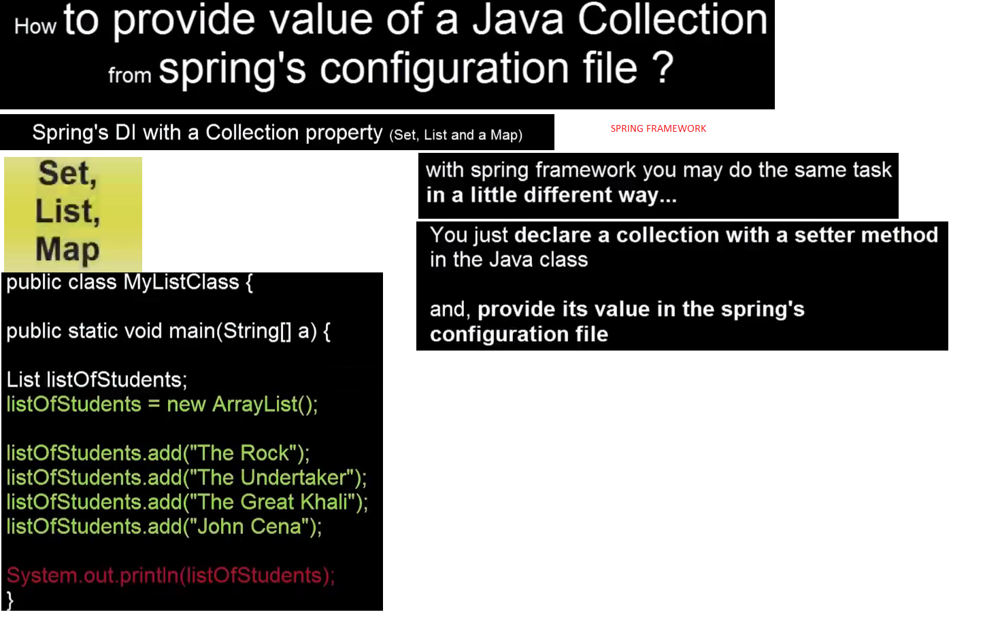 How to provide value of a Java Collection
from spring's configuration file ?
Spring's DI with a Collection property (Set, List and a Map)
SPRING FRAMEWORK
Set,
List,
Map
public class MyListClass {
public static void main(String[] a) {
List listOfStudents;
listOfStudents = new ArrayList();
listOfStudents.add("The Rock");
listOfStudents.add("The Undertaker");
listOfStudents.add("The Great Khali");
listOfStudents.add("John Cena");
System.out.println(listOfStudents);
}
with spring framework you may do the same task
in a little different way...
You just declare a collection with a setter method
in the Java class
and, provide its value in the spring's
configuration file